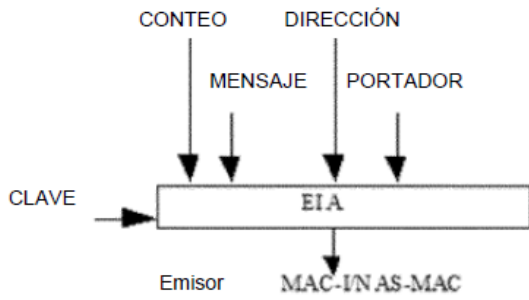 CONTEO DIRECCIÓN
MENSAJE PORTADOR
CLAVE
EIA
Emisor MAC-I/NAS-MAC